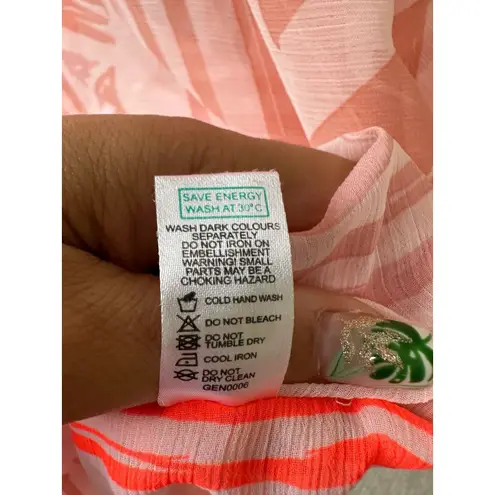 SAVE ENERGY
WASH AT 30°C
WASH DARK COLOURS
SEPARATELY
DO NOT IRON ON
EMBELLISHMENT
WARNING! SMALL
PARTS MAY BE A
CHOKING HAZARD
COLD HAND WASH
DO NOT BLEACH
DO NOT
TUMBLE DRY
COOL IRON
DO NOT
DRY CLEAN
GEN0006